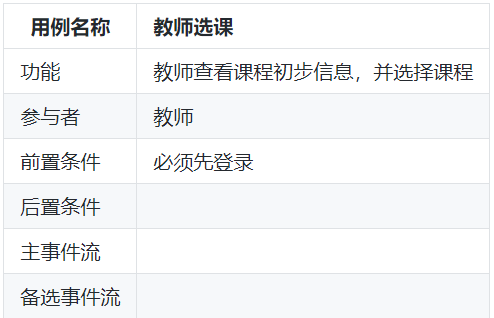 用例名称 教师选课
功能 教师查看课程初步信息，并选择课程
参与者 教师
前置条件 必须先登录
后置条件
主事件流
备选事件流